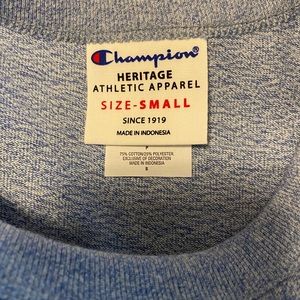 Champion
HERITAGE
ATHLETIC APPAREL
SIZE-SMALL
SINCE 1919
MADE IN INDONESIA
75% COTTON/25% POLYESTER,
EXCLUSIVE OF DECORATION
MADE IN INDONESIA
S